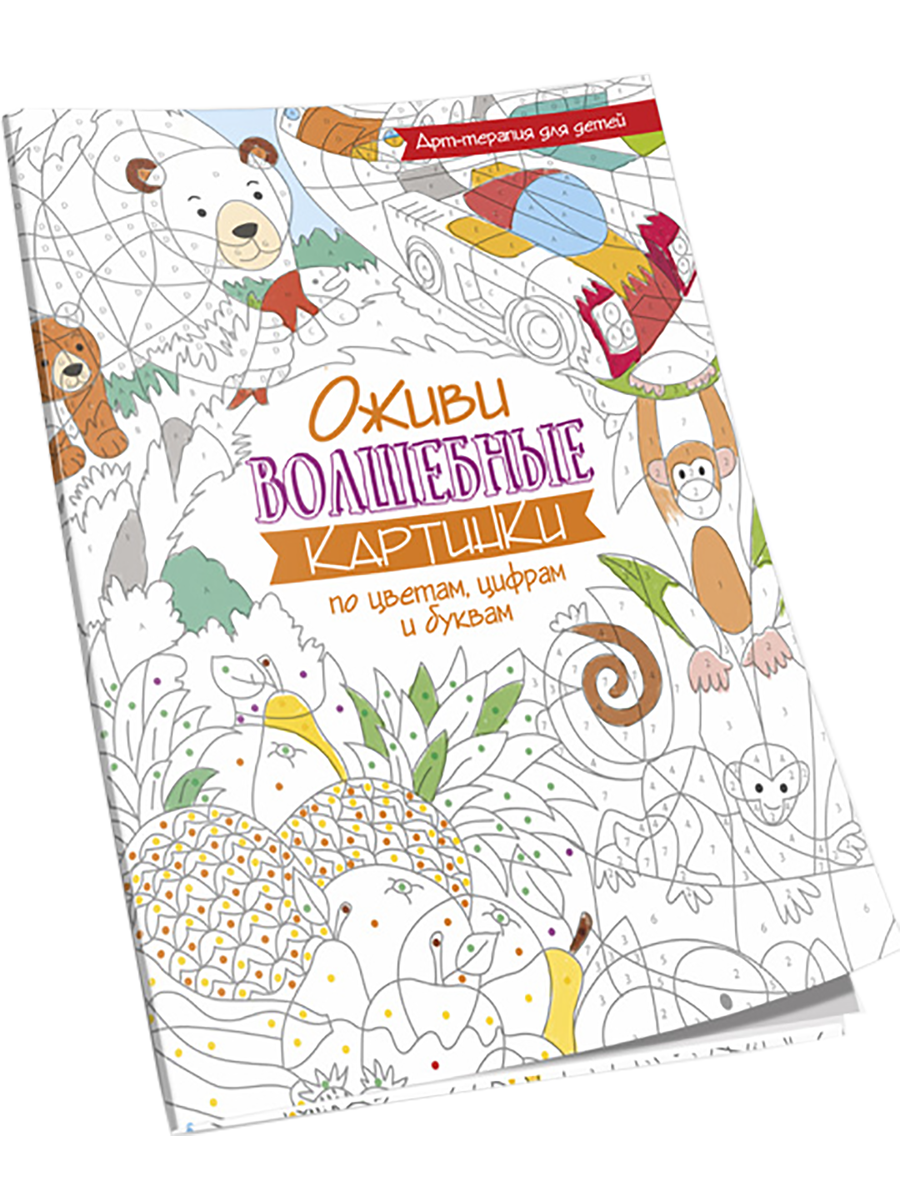 Арт-терапия для детей
Оживи
ВОЛШЕБНЫЕ
КАРТИНКИ
по цветам, цифрам
и буквам